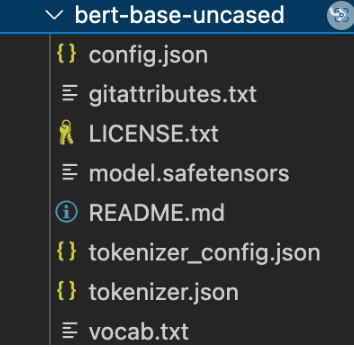 bert-base-uncased
config.json
gitattributes.txt
LICENSE.txt
model.safetensors
README.md
tokenizer_config.json
tokenizer.json
vocab.txt